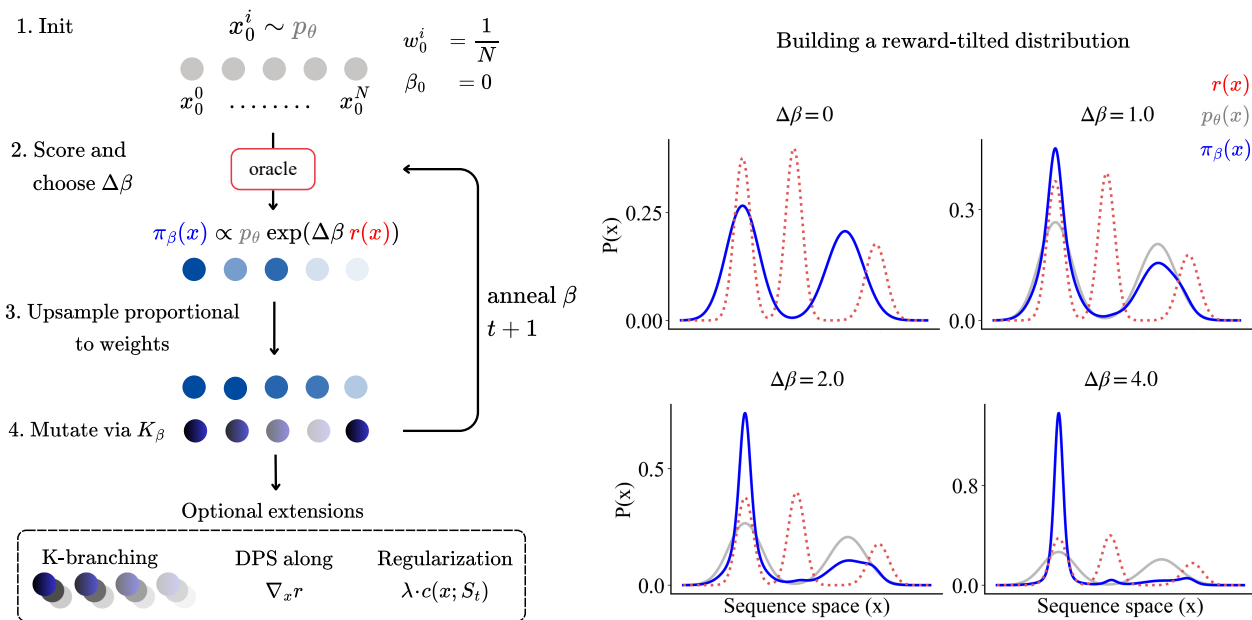 1. Init
x_0^i ∼ p_θ
w_0^i = 1/N
β_0 = 0
x_0^0 ........ x_0^N
2. Score and
choose Δβ
oracle
π_β(x) ∝ p_θ exp(Δβ r(x))
3. Upsample proportional
to weights
anneal β
t + 1
4. Mutate via K_β
Optional extensions
K-branching
DPS along
∇_x r
Regularization
λ·c(x; S_t)
Building a reward-tilted distribution
r(x)
p_θ(x)
π_β(x)
Δβ=0
P(x)
0.25
0.00
Δβ=1.0
0.3
0.0
Δβ=2.0
P(x)
0.5
0.0
Sequence space (x)
Δβ=4.0
0.8
0.0
Sequence space (x)